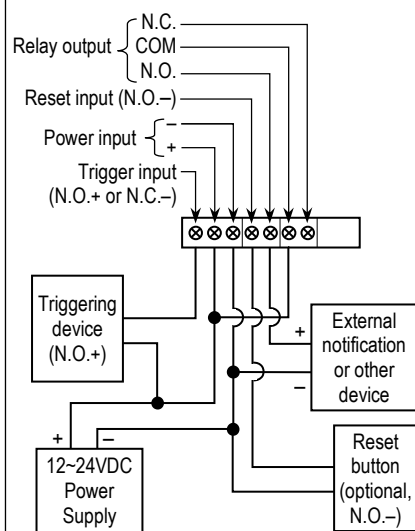 N.C.
Relay output
COM
N.O.
Reset input (N.O.–)
Power input
–
+
Trigger input
(N.O.+ or N.C.–)
Triggering
device
(N.O.+)
+
External
notification
or other
device
–
+
–
12~24VDC
Power
Supply
Reset
button
(optional,
N.O.–)